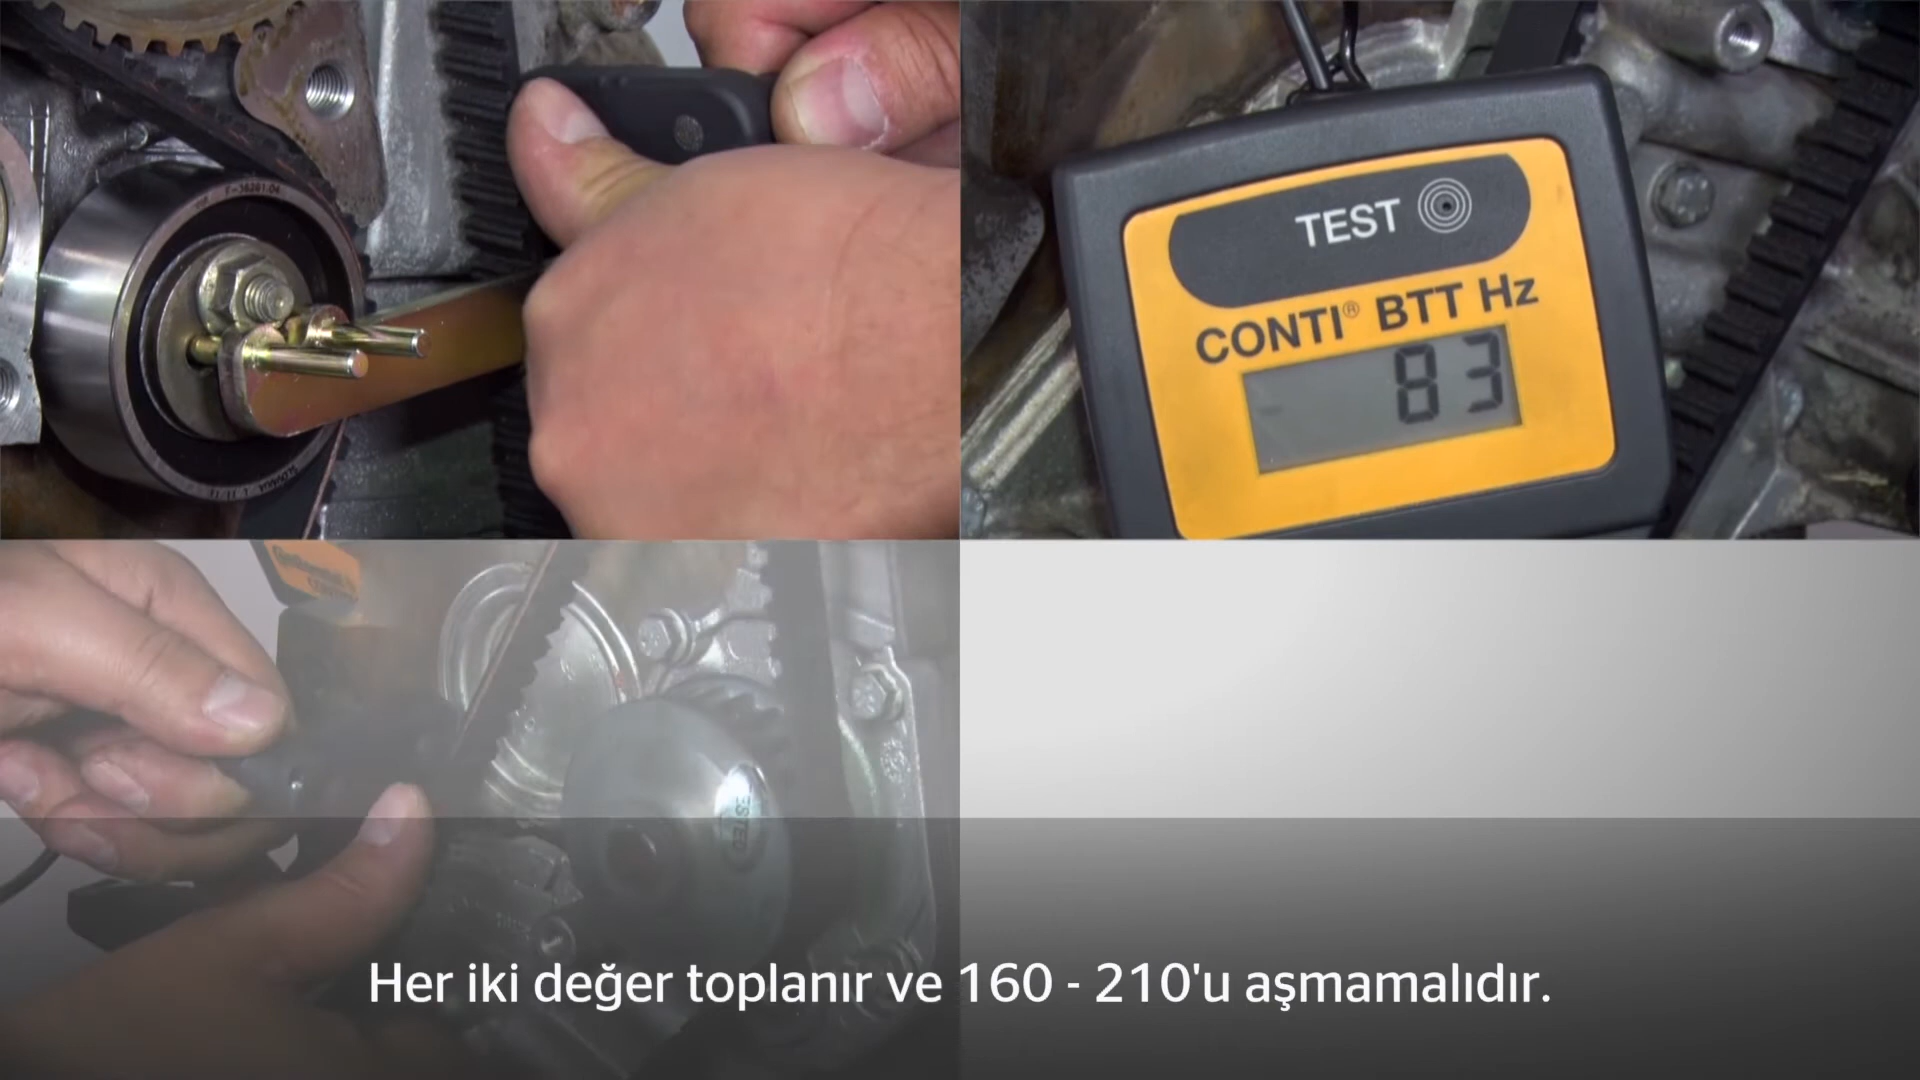 TEST
CONTI® BTT Hz
83
Her iki değer toplanır ve 160 - 210'u aşmamalıdır.